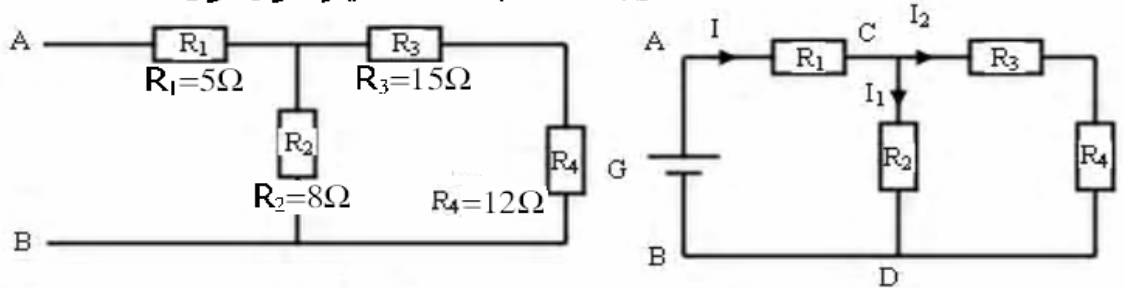 A
R₁
R₃
R₁=5Ω
R₃=15Ω
R₂
R₄
R₂=8Ω
R₄=12Ω
B
A
I
C
I₂
R₁
R₃
I₁
G
R₂
R₄
B
D